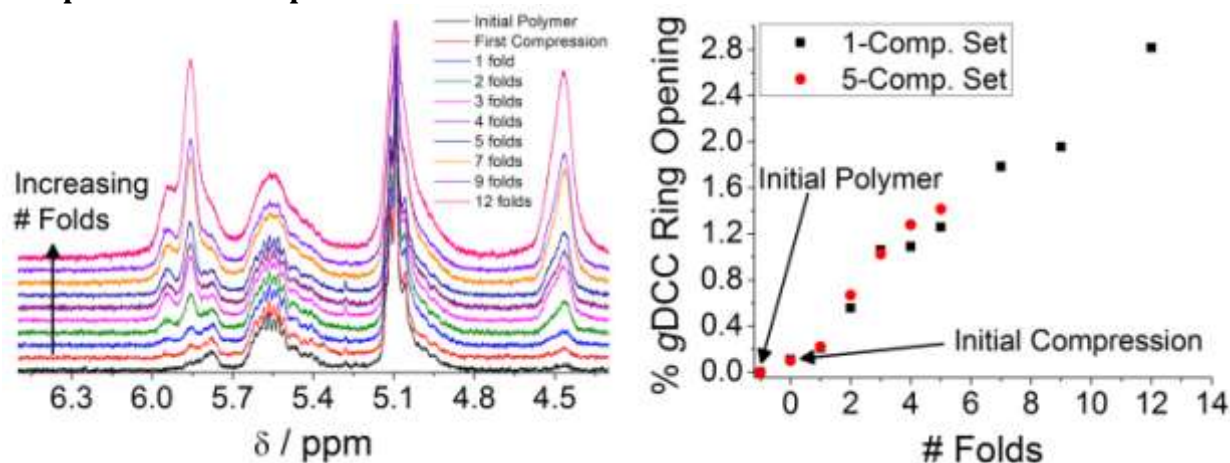 Initial Polymer
First Compression
1 fold
2 folds
3 folds
4 folds
5 folds
7 folds
9 folds
12 folds
Increasing
# Folds
6.3 6.0 5.7 5.4 5.1 4.8 4.5
δ / ppm
1-Comp. Set
5-Comp. Set
2.8
2.4
2.0
1.6
1.2
0.8
0.4
0.0
% gDCC Ring Opening
Initial Polymer
Initial Compression
0 2 4 6 8 10 12 14
# Folds